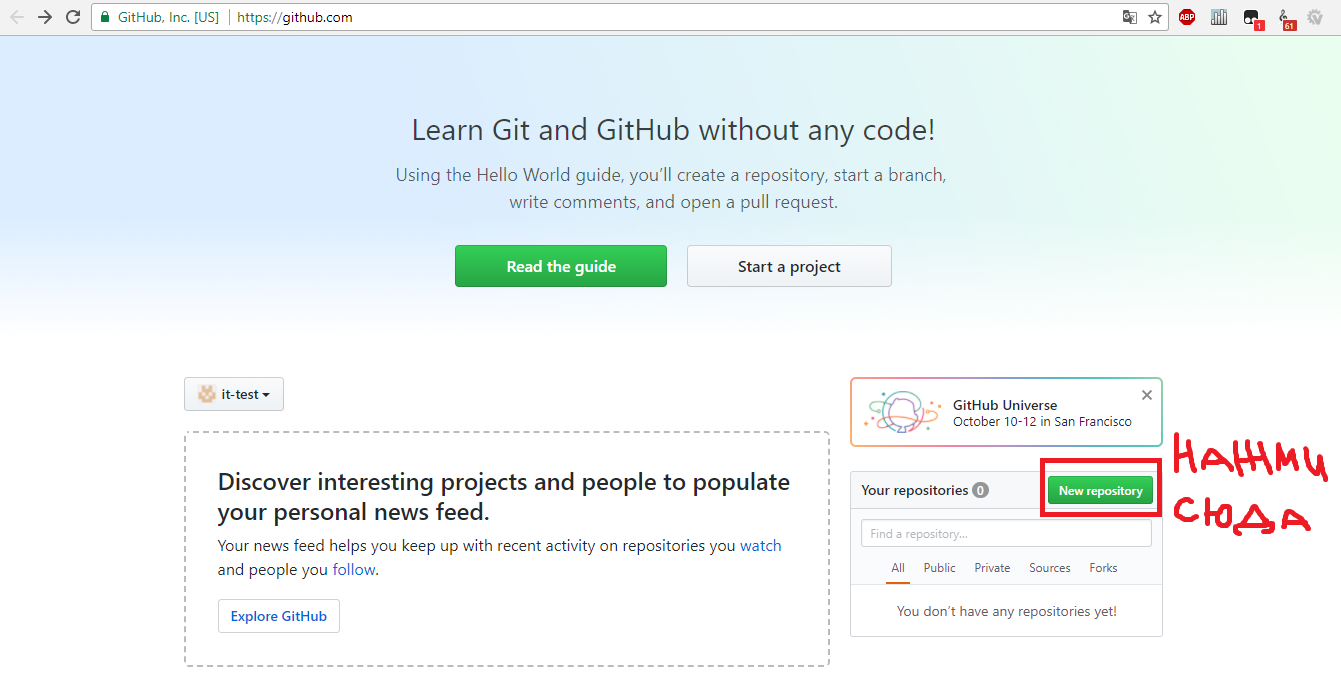 GitHub, Inc. [US]
https://github.com
ABP
1
61
Learn Git and GitHub without any code!
Using the Hello World guide, you’ll create a repository, start a branch,
write comments, and open a pull request.
Read the guide
Start a project
it-test
Discover interesting projects and people to populate
your personal news feed.
Your news feed helps you keep up with recent activity on repositories you watch
and people you follow.
Explore GitHub
GitHub Universe
October 10-12 in San Francisco
Your repositories 0
New repository
НАЖМИ
СЮДА
Find a repository...
All Public Private Sources Forks
You don’t have any repositories yet!